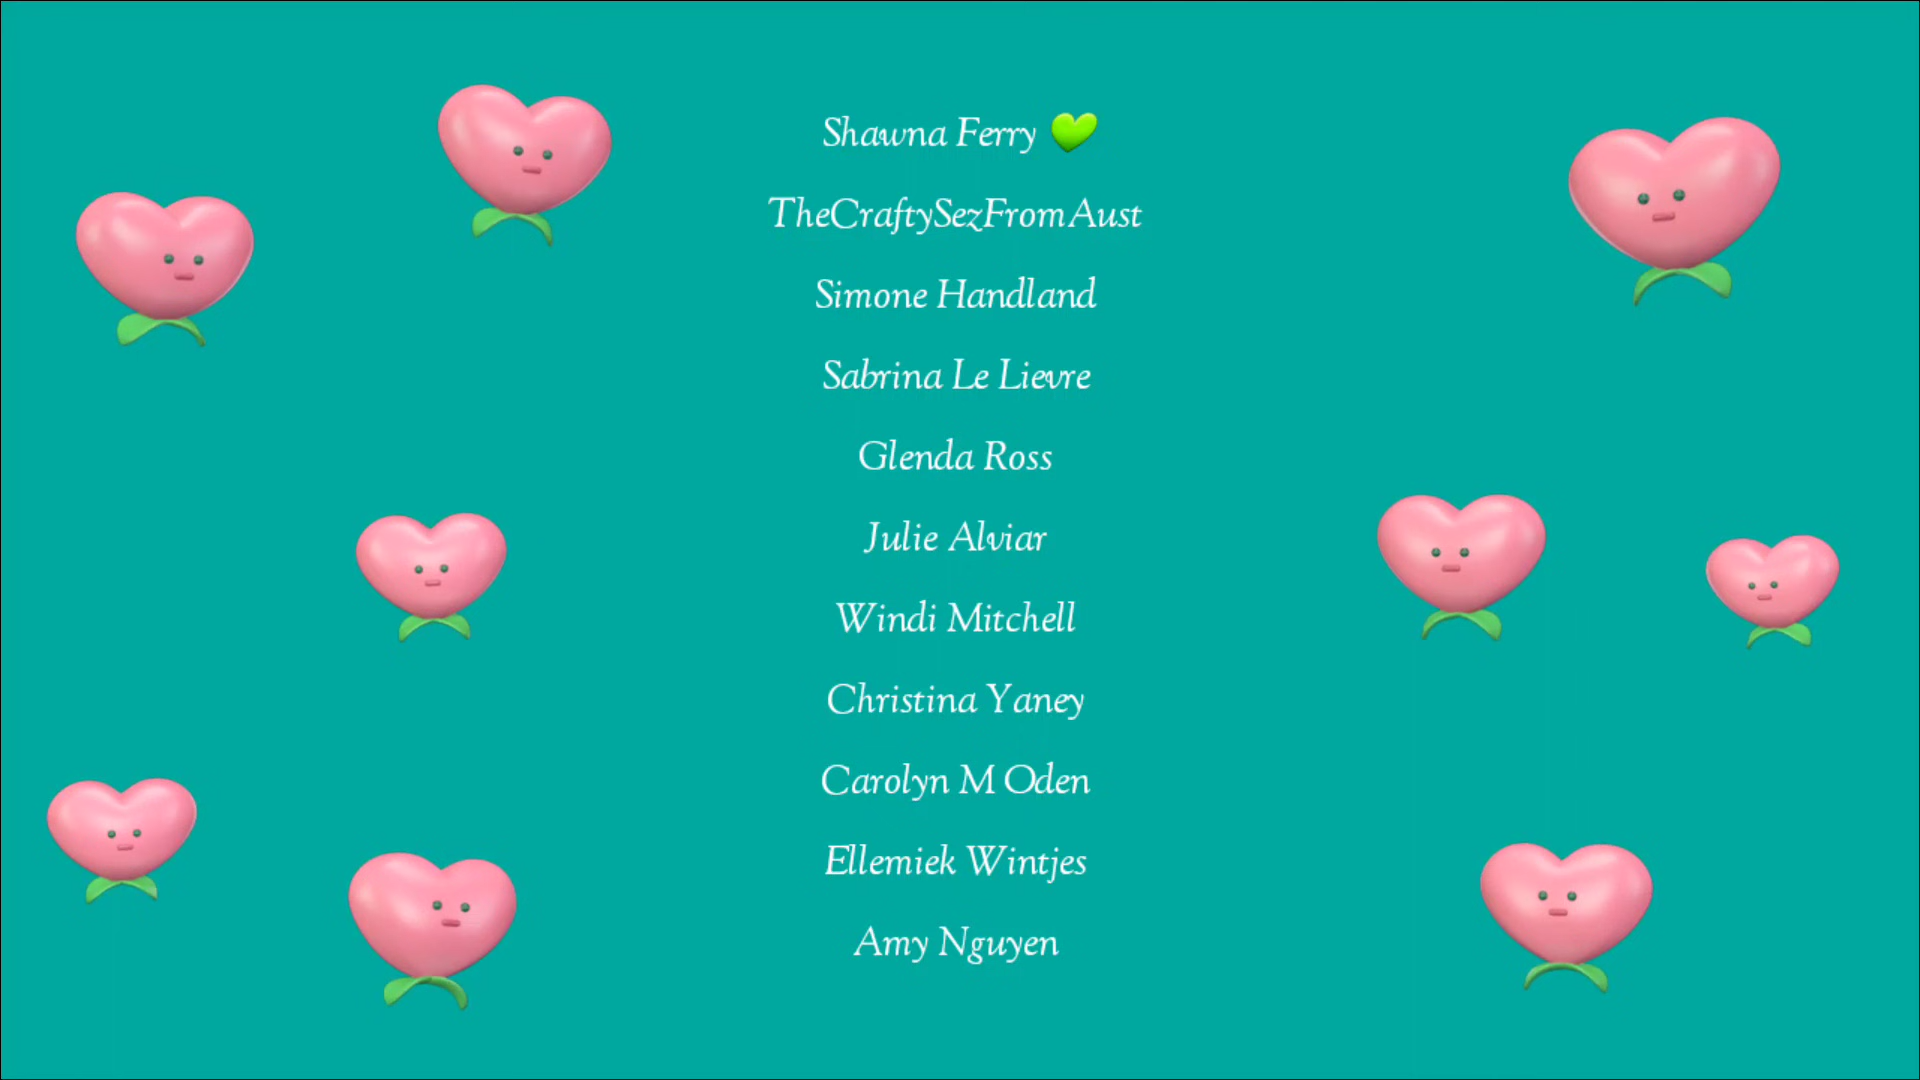 Shawna Ferry 💚
TheCraftySezFromAust
Simone Handland
Sabrina Le Lievre
Glenda Ross
Julie Alviar
Windi Mitchell
Christina Yaney
Carolyn M Oden
Ellemiek Wintjes
Amy Nguyen